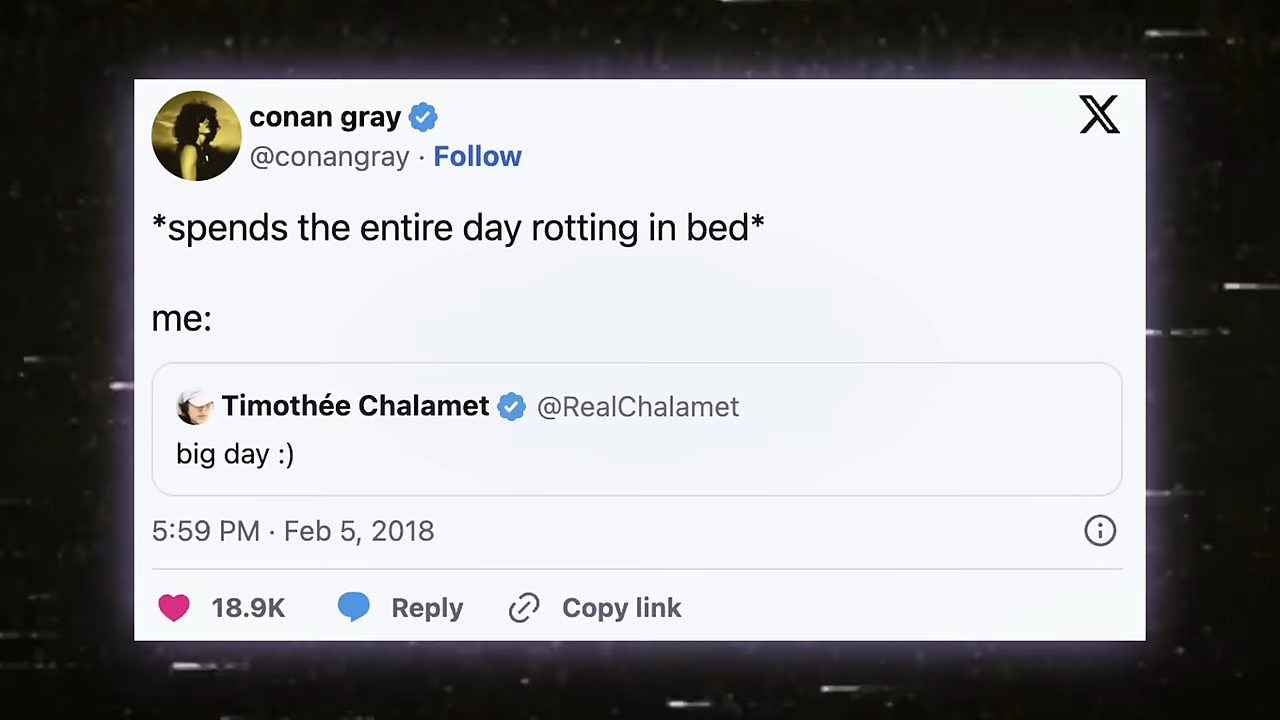 conan gray
@conangray · Follow
*spends the entire day rotting in bed*
me:
Timothée Chalamet @RealChalamet
big day :)
5:59 PM · Feb 5, 2018
18.9K Reply Copy link